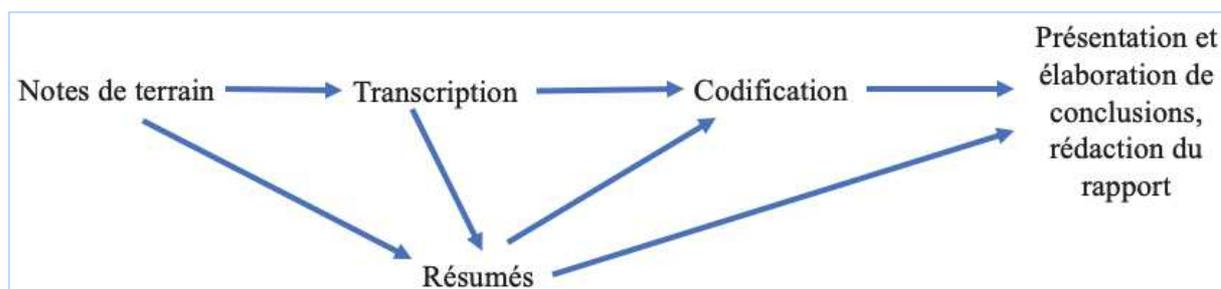 Notes de terrain
Transcription
Codification
Présentation et
élaboration de
conclusions,
rédaction du
rapport
Résumés